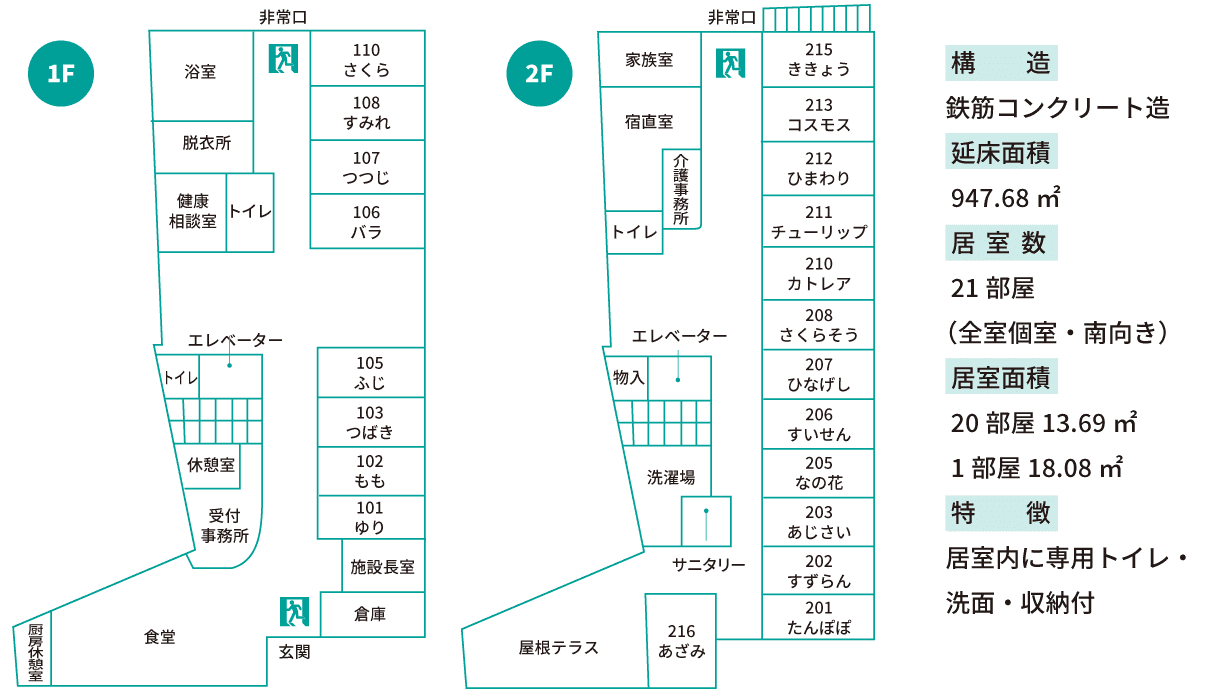 1F
非常口
浴室
脱衣所
健康
相談室
トイレ
110
さくら
108
すみれ
107
つつじ
106
バラ
エレベーター
トイレ
休憩室
受付
事務所
105
ふじ
103
つばき
102
もも
101
ゆり
施設長室
倉庫
玄関
食堂
厨房休憩室
2F
非常口
家族室
宿直室
介護事務所
トイレ
215
ききょう
213
コスモス
212
ひまわり
211
チューリップ
210
カトレア
208
さくらそう
207
ひなげし
206
すいせん
205
なの花
203
あじさい
202
すずらん
201
たんぽぽ
エレベーター
物入
洗濯場
サニタリー
屋根テラス
216
あざみ
構 造
鉄筋コンクリート造
延床面積
947.68 ㎡
居 室 数
21 部屋
（全室個室・南向き）
居室面積
20 部屋 13.69 ㎡
1 部屋 18.08 ㎡
特 徴
居室内に専用トイレ・
洗面・収納付